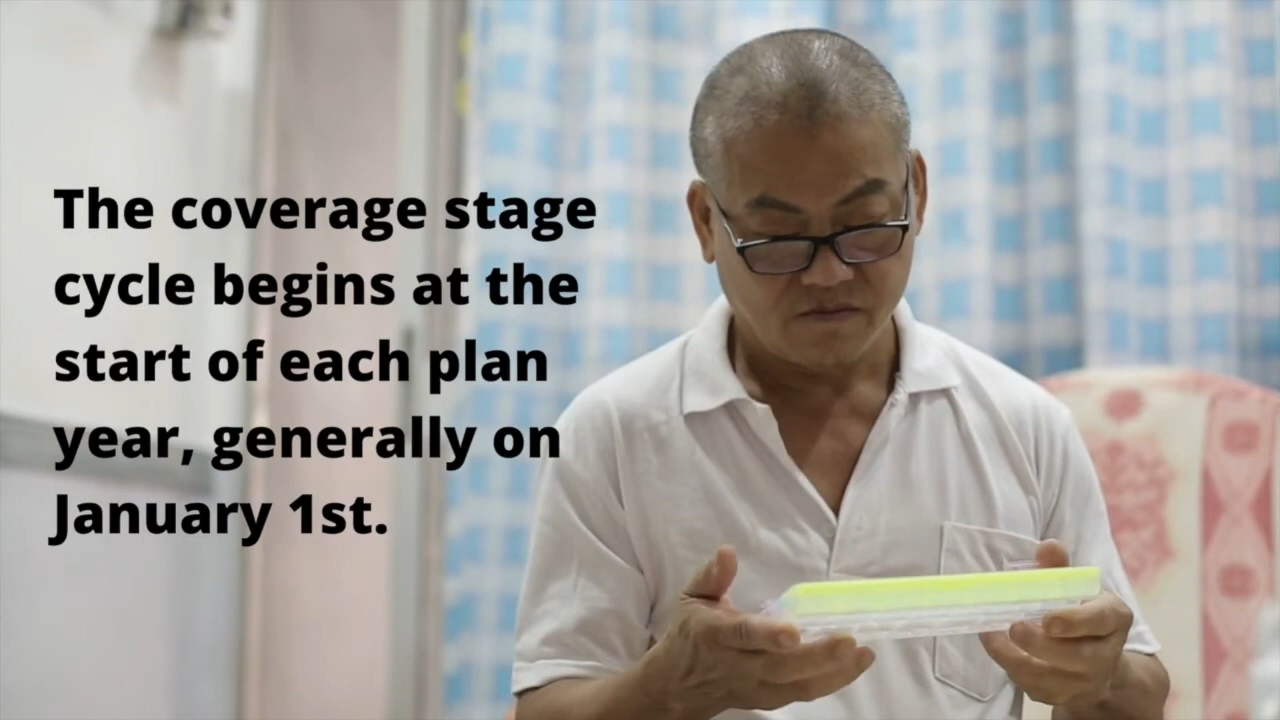 The coverage stage
cycle begins at the
start of each plan
year, generally on
January 1st.